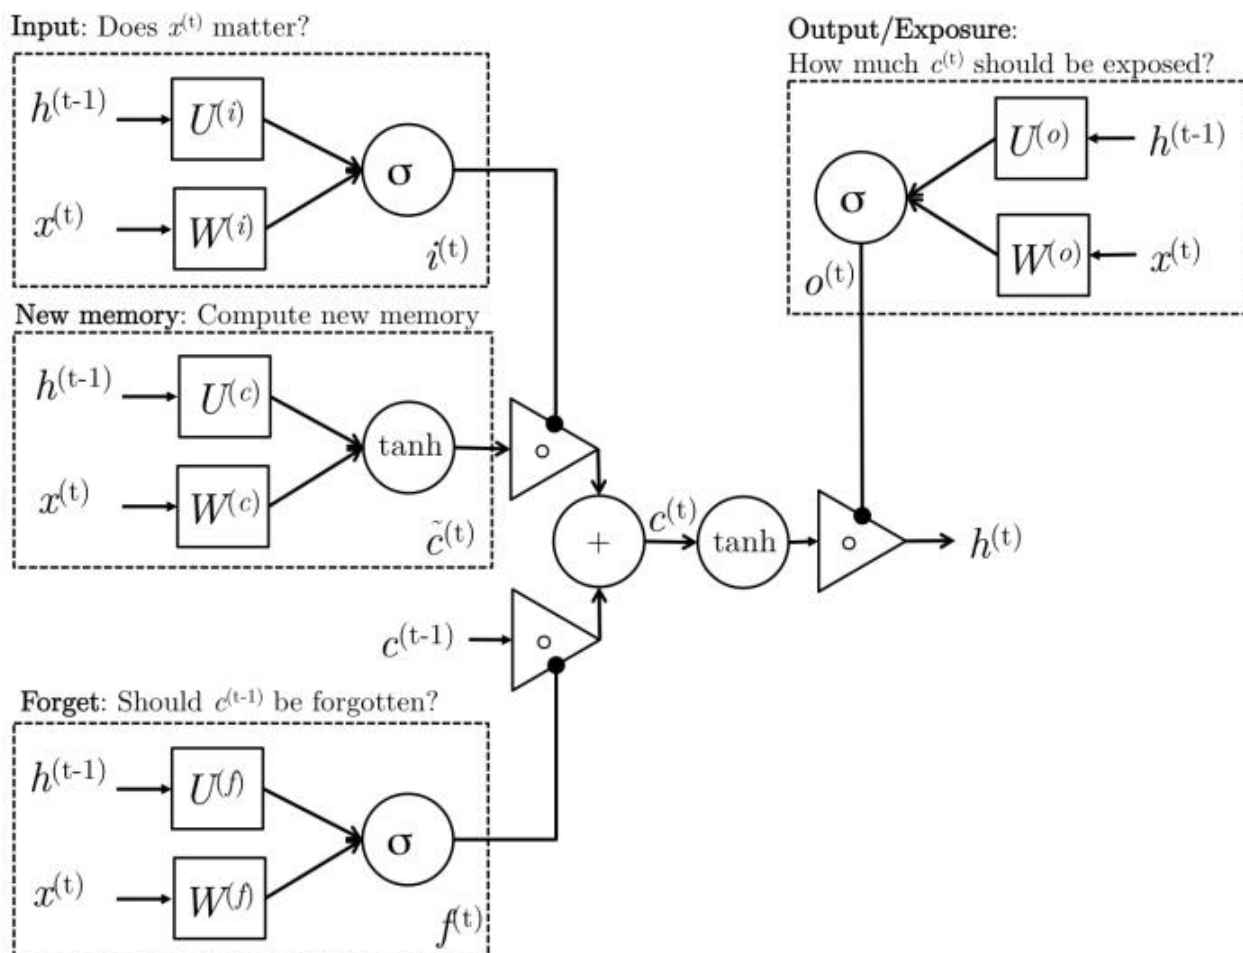 Input: Does x⁽ᵗ⁾ matter?
h⁽ᵗ⁻¹⁾
U⁽ⁱ⁾
σ
x⁽ᵗ⁾
W⁽ⁱ⁾
i⁽ᵗ⁾
New memory: Compute new memory
h⁽ᵗ⁻¹⁾
U⁽ᶜ⁾
tanh
x⁽ᵗ⁾
W⁽ᶜ⁾
c̃⁽ᵗ⁾
∘
+
c⁽ᵗ⁾
tanh
∘
h⁽ᵗ⁾
c⁽ᵗ⁻¹⁾
∘
Forget: Should c⁽ᵗ⁻¹⁾ be forgotten?
h⁽ᵗ⁻¹⁾
U⁽ᶠ⁾
σ
x⁽ᵗ⁾
W⁽ᶠ⁾
f⁽ᵗ⁾
Output/Exposure:
How much c⁽ᵗ⁾ should be exposed?
U⁽ᵒ⁾
h⁽ᵗ⁻¹⁾
σ
W⁽ᵒ⁾
x⁽ᵗ⁾
o⁽ᵗ⁾